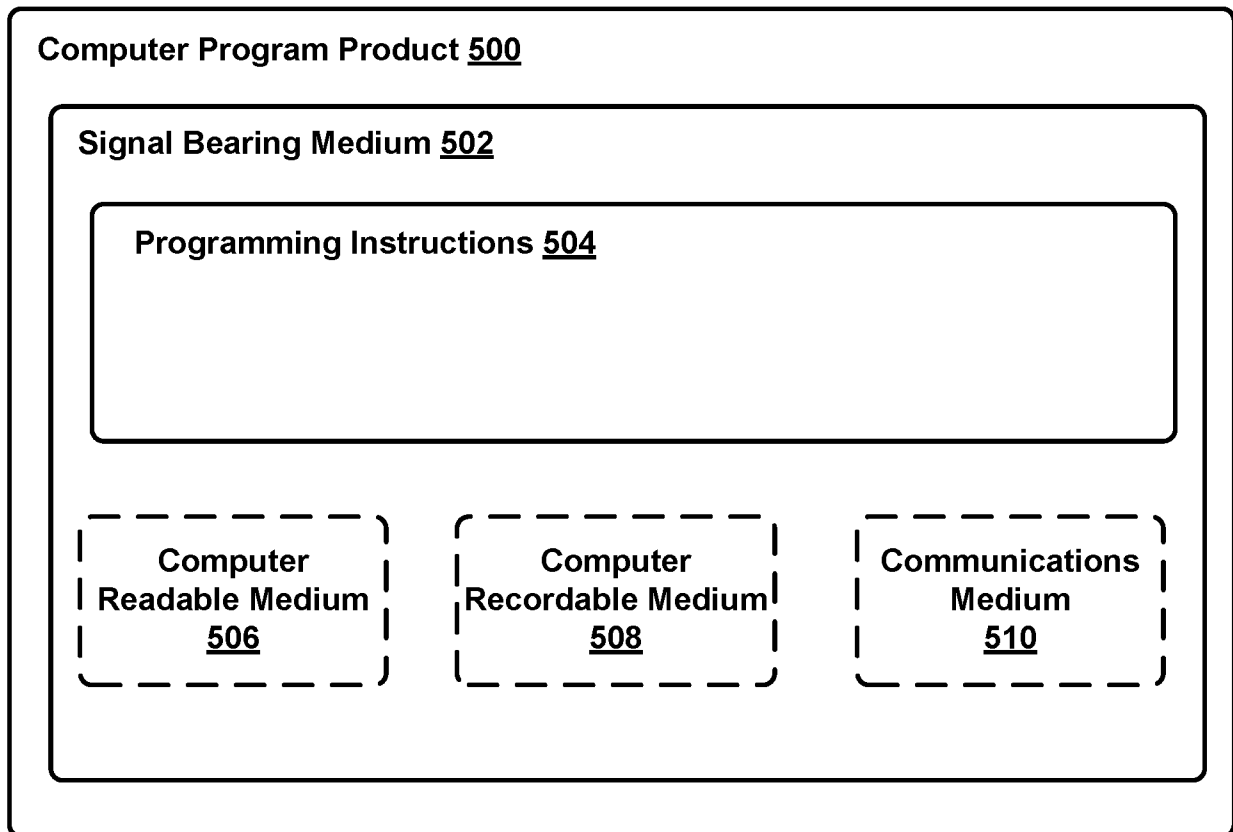 Computer Program Product 500
Signal Bearing Medium 502
Programming Instructions 504
Computer
Readable Medium
506
Computer
Recordable Medium
508
Communications
Medium
510